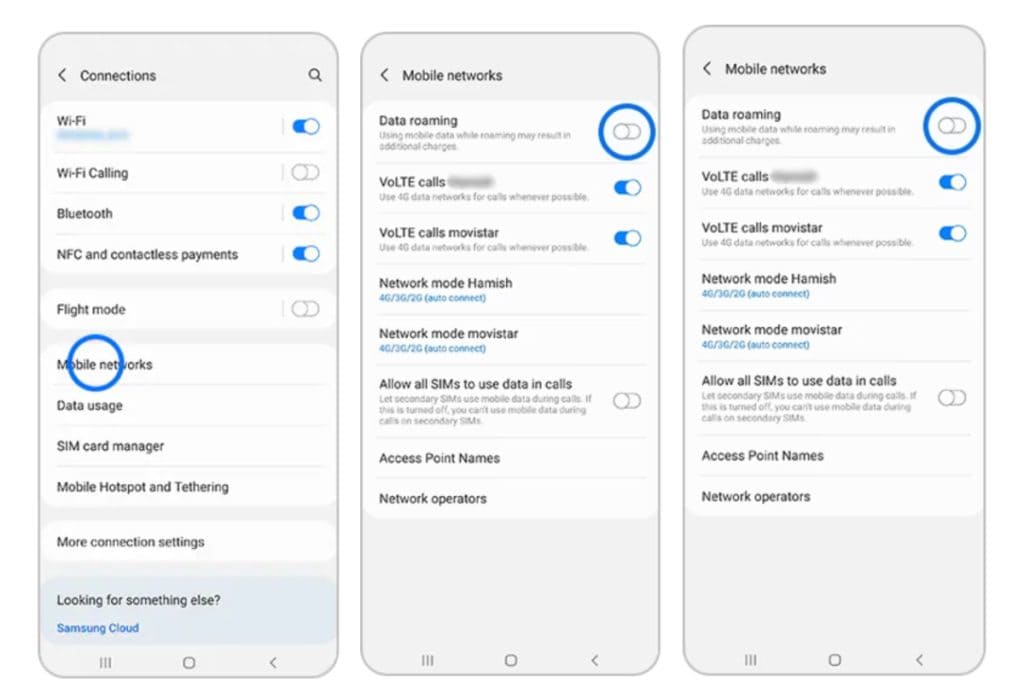 Connections
Wi-Fi
Wi-Fi Calling
Bluetooth
NFC and contactless payments
Flight mode
Mobile networks
Data usage
SIM card manager
Mobile Hotspot and Tethering
More connection settings
Looking for something else?
Samsung Cloud
Mobile networks
Data roaming
Using mobile data while roaming may result in
additional charges.
VoLTE calls
Use 4G data networks for calls whenever possible.
VoLTE calls movistar
Use 4G data networks for calls whenever possible.
Network mode Hamish
4G/3G/2G (auto connect)
Network mode movistar
4G/3G/2G (auto connect)
Allow all SIMs to use data in calls
Let secondary SIMs use mobile data during calls. If
this is turned off, you can't use mobile data during
calls on secondary SIMs.
Access Point Names
Network operators
Mobile networks
Data roaming
Using mobile data while roaming may result in
additional charges.
VoLTE calls
Use 4G data networks for calls whenever possible.
VoLTE calls movistar
Use 4G data networks for calls whenever possible.
Network mode Hamish
4G/3G/2G (auto connect)
Network mode movistar
4G/3G/2G (auto connect)
Allow all SIMs to use data in calls
Let secondary SIMs use mobile data during calls. If
this is turned off, you can't use mobile data during
calls on secondary SIMs.
Access Point Names
Network operators